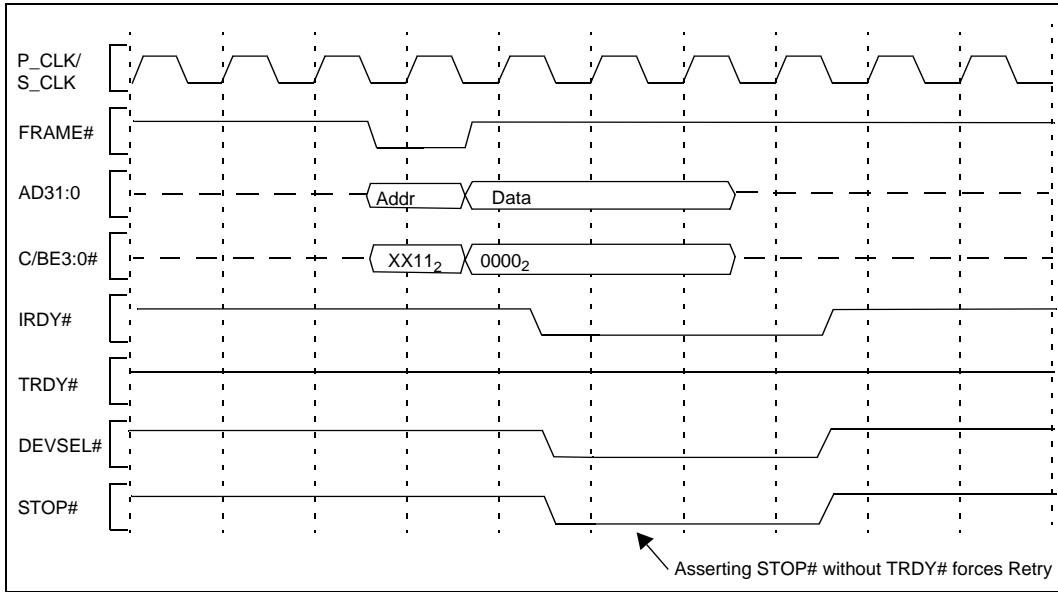 P_CLK/
S_CLK
FRAME#
AD31:0
Addr
Data
C/BE3:0#
XX11₂
0000₂
IRDY#
TRDY#
DEVSEL#
STOP#
Asserting STOP# without TRDY# forces Retry